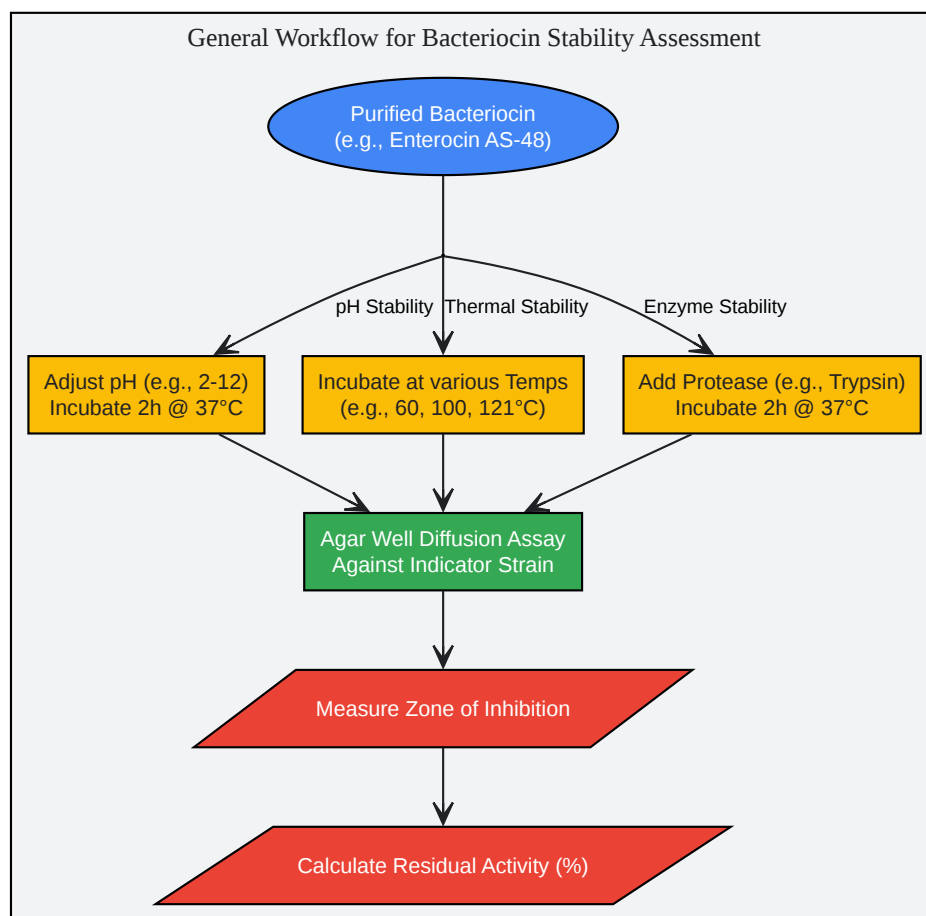 General Workflow for Bacteriocin Stability Assessment
Purified Bacteriocin
(e.g., Enterocin AS-48)
pH Stability
Thermal Stability
Enzyme Stability
Adjust pH (e.g., 2-12)
Incubate 2h @ 37°C
Incubate at various Temps
(e.g., 60, 100, 121°C)
Add Protease (e.g., Trypsin)
Incubate 2h @ 37°C
Agar Well Diffusion Assay
Against Indicator Strain
Measure Zone of Inhibition
Calculate Residual Activity (%)